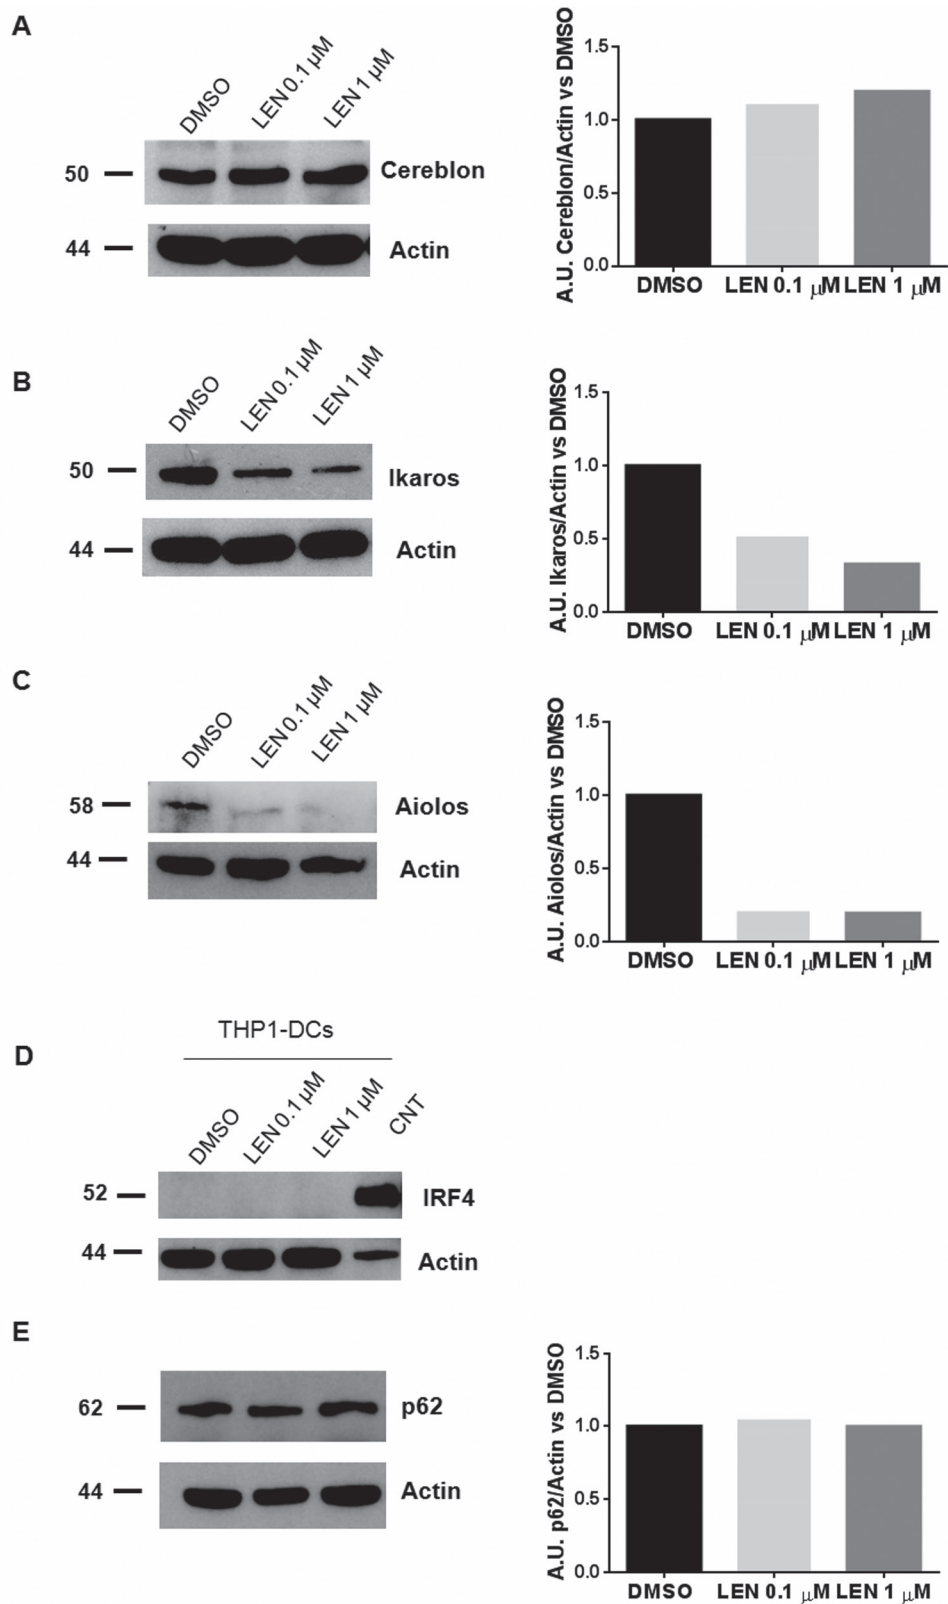 A
DMSO
LEN 0.1 µM
LEN 1 µM
50
Cereblon
44
Actin
A.U. Cereblon/Actin vs DMSO
1.5
1.0
0.5
0.0
DMSO
LEN 0.1 µM
LEN 1 µM
B
DMSO
LEN 0.1 µM
LEN 1 µM
50
Ikaros
44
Actin
A.U. Ikaros/Actin vs DMSO
1.5
1.0
0.5
0.0
DMSO
LEN 0.1 µM
LEN 1 µM
C
DMSO
LEN 0.1 µM
LEN 1 µM
58
Aiolos
44
Actin
A.U. Aiolos/Actin vs DMSO
1.5
1.0
0.5
0.0
DMSO
LEN 0.1 µM
LEN 1 µM
D
THP1-DCs
DMSO
LEN 0.1 µM
LEN 1 µM
CNT
52
IRF4
44
Actin
E
62
p62
44
Actin
A.U. p62/Actin vs DMSO
1.5
1.0
0.5
0.0
DMSO
LEN 0.1 µM
LEN 1 µM